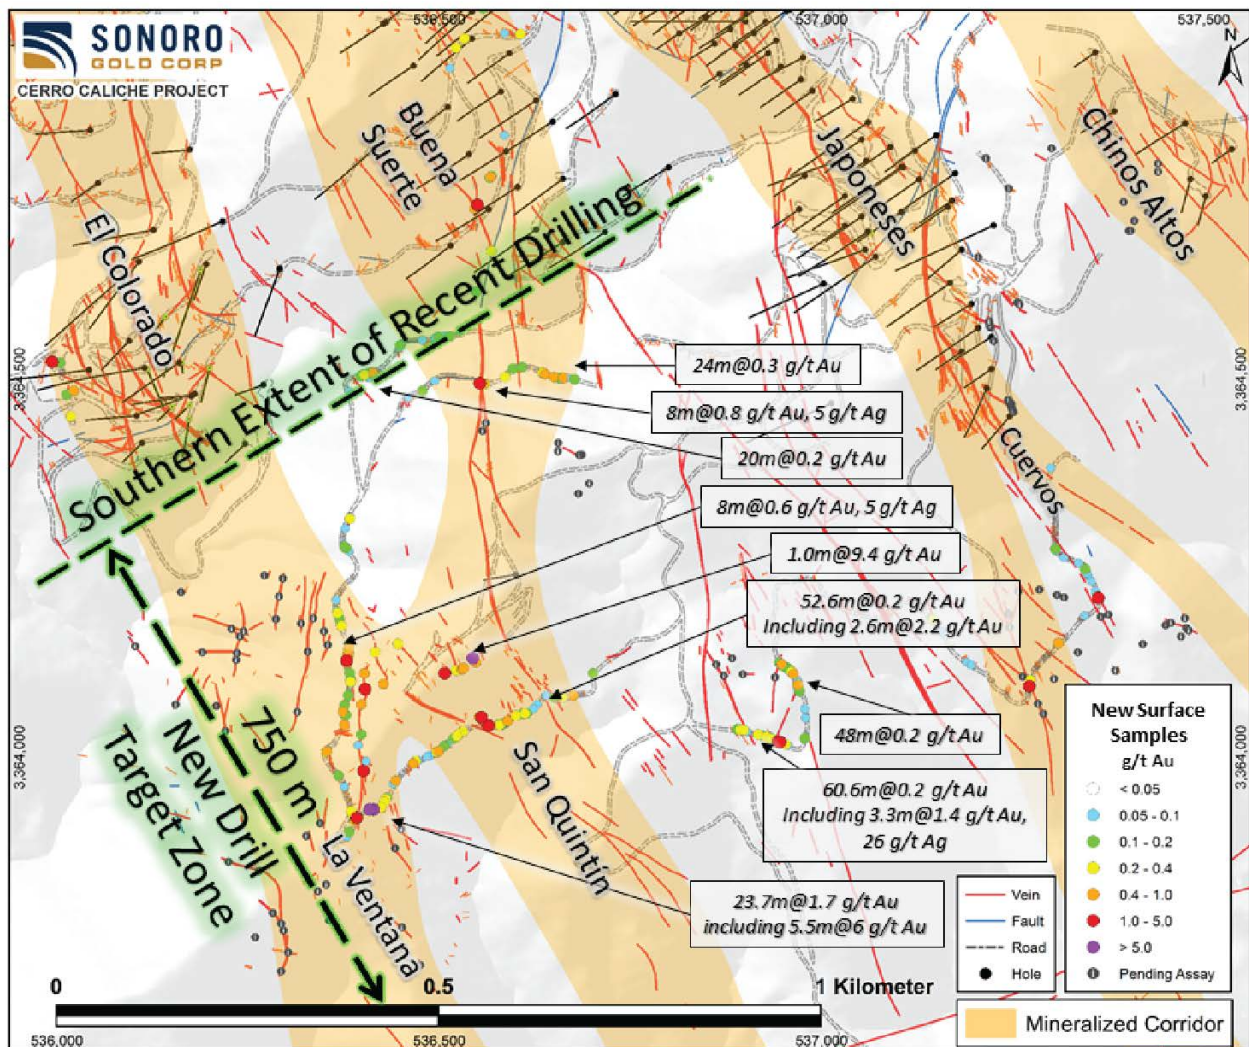 536,500
537,000
537,500
SONORO
GOLD CORP
CERRO CALICHE PROJECT
N
Buena
Suerte
Japoneses
Chinos Altos
El Colorado
Southern Extent of Recent Drilling
3,364,500
3,364,500
24m@0.3 g/t Au
8m@0.8 g/t Au, 5 g/t Ag
20m@0.2 g/t Au
Cuervos
8m@0.6 g/t Au, 5 g/t Ag
1.0m@9.4 g/t Au
52.6m@0.2 g/t Au
Including 2.6m@2.2 g/t Au
48m@0.2 g/t Au
60.6m@0.2 g/t Au
Including 3.3m@1.4 g/t Au,
26 g/t Ag
23.7m@1.7 g/t Au
including 5.5m@6 g/t Au
750 m
New Drill
Target Zone
La Ventana
San Quintín
3,364,000
3,364,000
New Surface
Samples
g/t Au
< 0.05
0.05 - 0.1
0.1 - 0.2
0.2 - 0.4
0.4 - 1.0
1.0 - 5.0
> 5.0
Pending Assay
Vein
Fault
Road
Hole
Mineralized Corridor
0
0.5
1 Kilometer
536,000
536,500
537,000